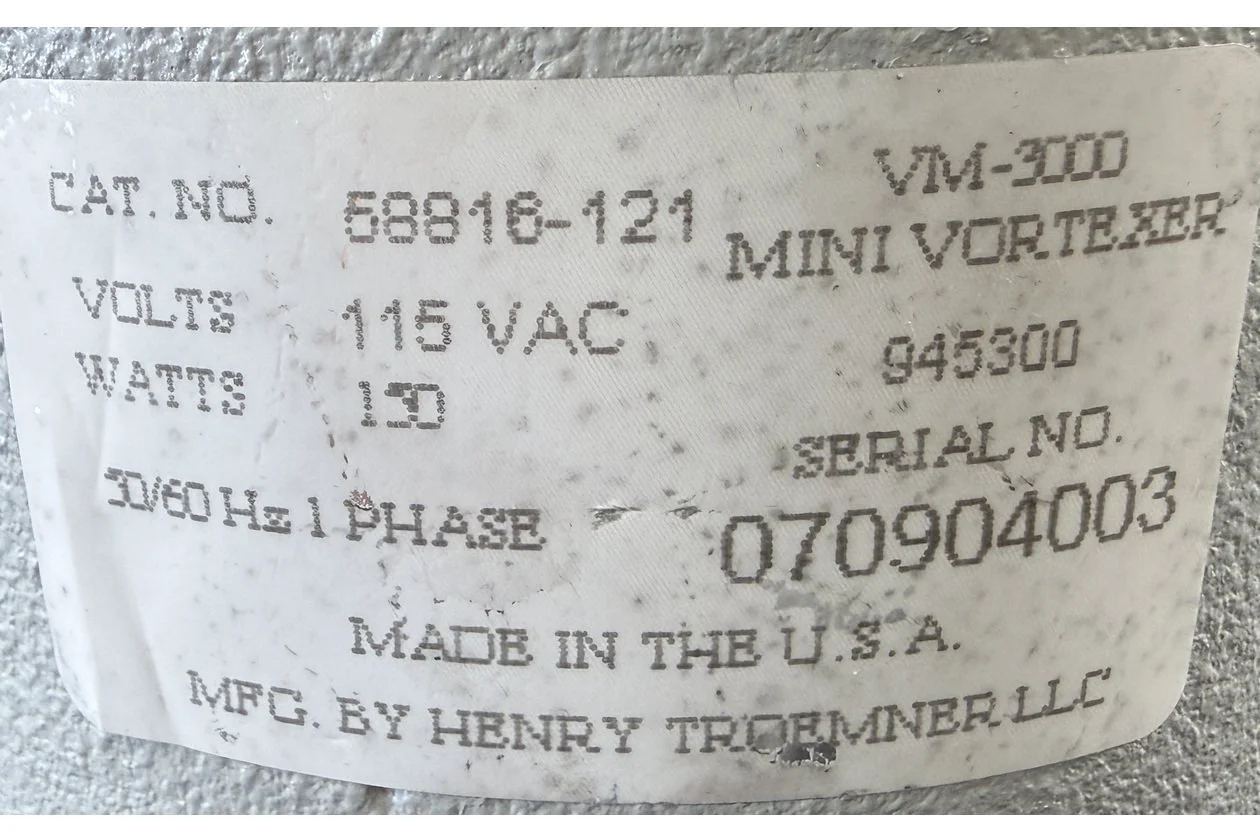 CAT. NO. 58816-121
VOLTS 115 VAC
WATTS
50/60 Hz 1 PHASE
VM-3000
MINI VORTEXER
945300
SERIAL NO.
070904003
MADE IN THE U.S.A.
MFG. BY HENRY TROEMNER LLC